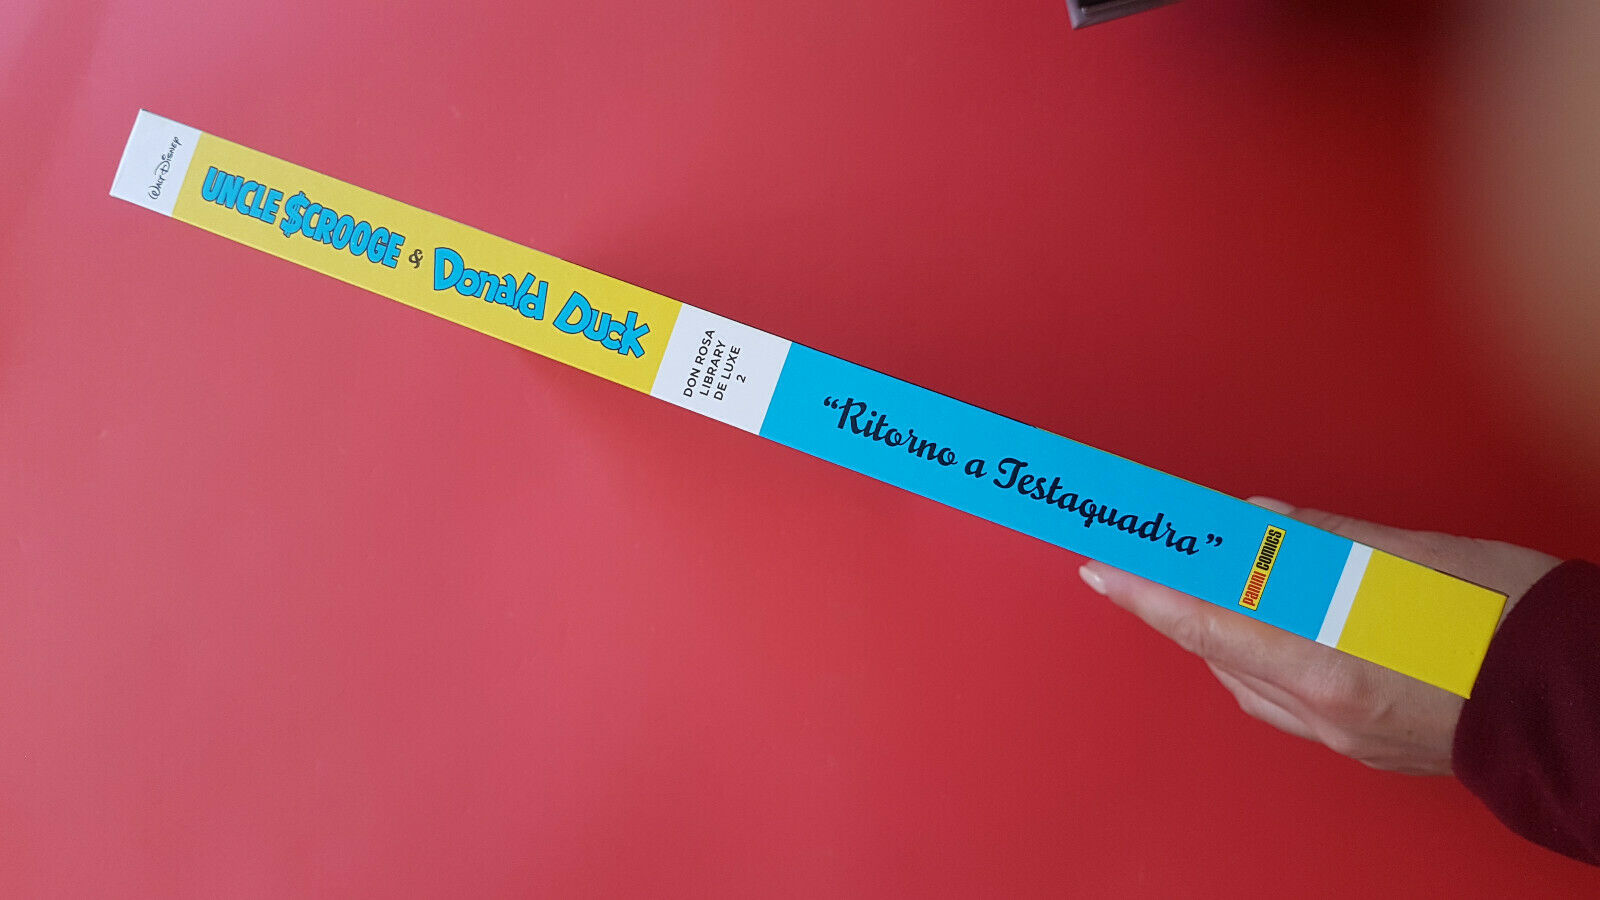 WALT DISNEY
UNCLE $CROOGE & Donald Duck
DON ROSA
LIBRARY
DE LUXE
2
“Ritorno a Testaquadra”
PANINI COMICS